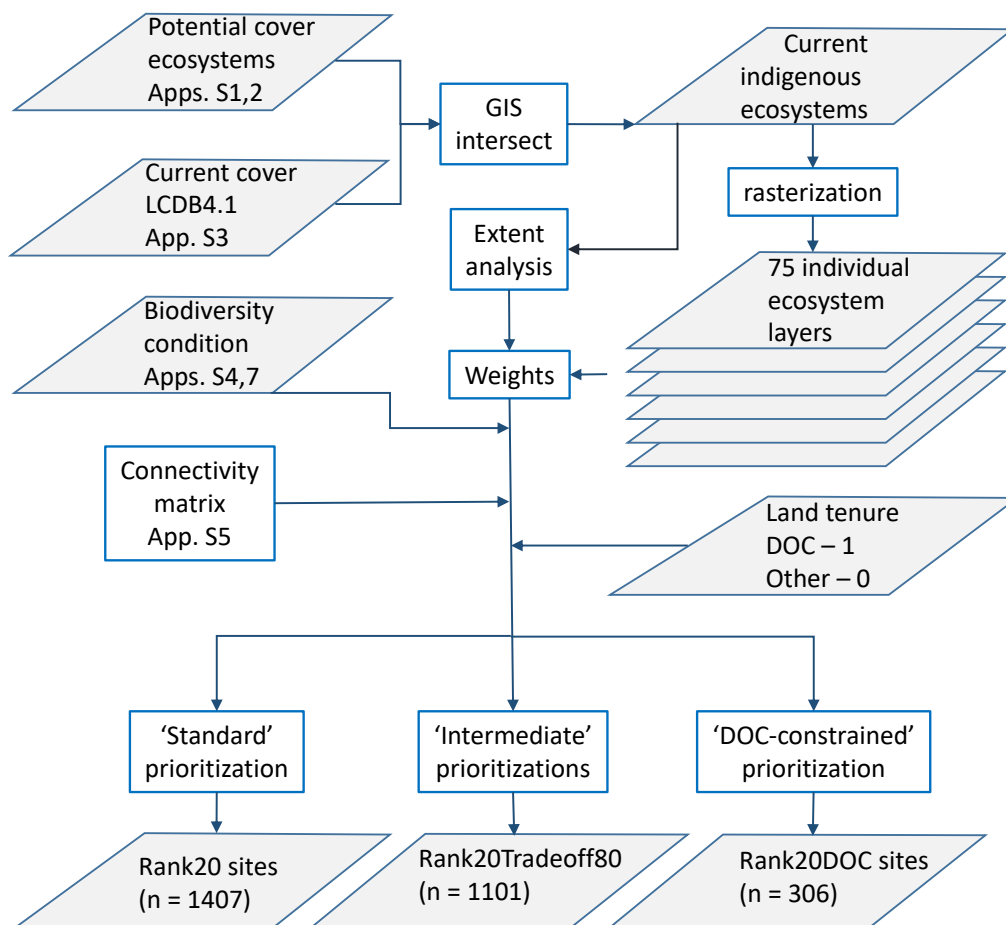 Potential cover
ecosystems
Apps. S1,2
GIS
intersect
Current
indigenous
ecosystems
Current cover
LCDB4.1
App. S3
rasterization
Extent
analysis
75 individual
ecosystem
layers
Biodiversity
condition
Apps. S4,7
Weights
Connectivity
matrix
App. S5
Land tenure
DOC – 1
Other – 0
‘Standard’
prioritization
‘Intermediate’
prioritizations
‘DOC-constrained’
prioritization
Rank20 sites
(n = 1407)
Rank20Tradeoff80
(n = 1101)
Rank20DOC sites
(n = 306)